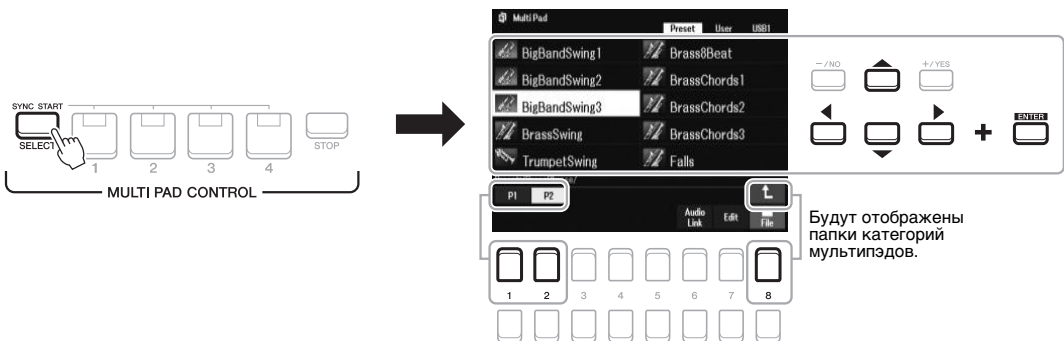 Multi Pad
Preset User USB1
BigBandSwing1 Brass8Beat
BigBandSwing2 BrassChords1
BigBandSwing3 BrassChords2
BrassSwing BrassChords3
TrumpetSwing Falls
P1 P2
Audio Link Edit File
SYNC START
SELECT
1 2 3 4
STOP
MULTI PAD CONTROL
–/NO +/YES
+ ENTER
Будут отображены
папки категорий
мультипэдов.
1 2 3 4 5 6 7 8